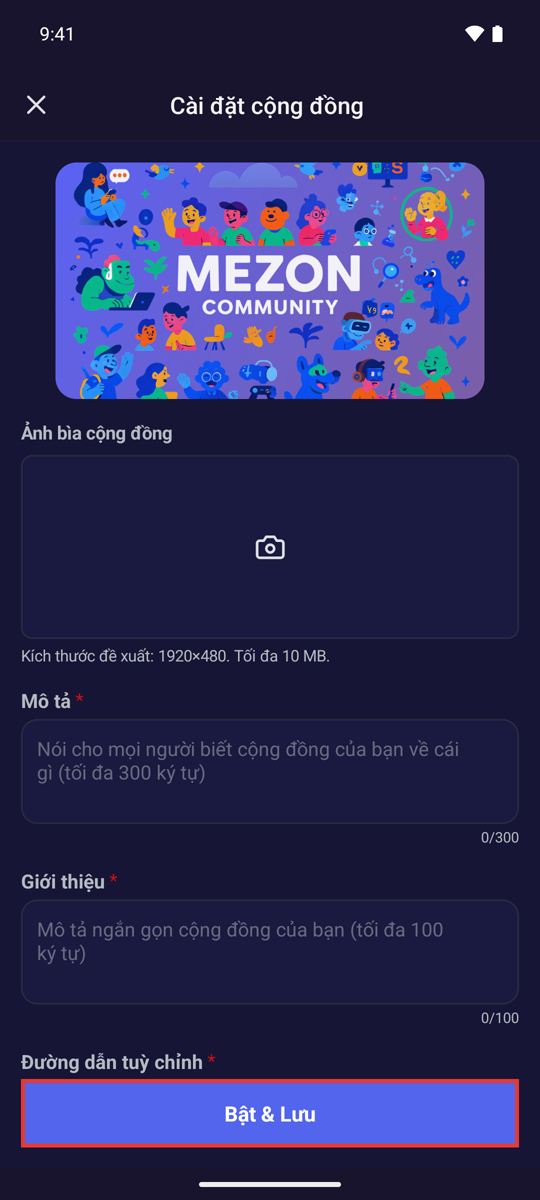 9:41
Cài đặt cộng đồng
MEZON
COMMUNITY
Ảnh bìa cộng đồng
Kích thước đề xuất: 1920×480. Tối đa 10 MB.
Mô tả *
Nói cho mọi người biết cộng đồng của bạn về cái
gì (tối đa 300 ký tự)
0/300
Giới thiệu *
Mô tả ngắn gọn cộng đồng của bạn (tối đa 100
ký tự)
0/100
Đường dẫn tuỳ chỉnh *
Bật & Lưu